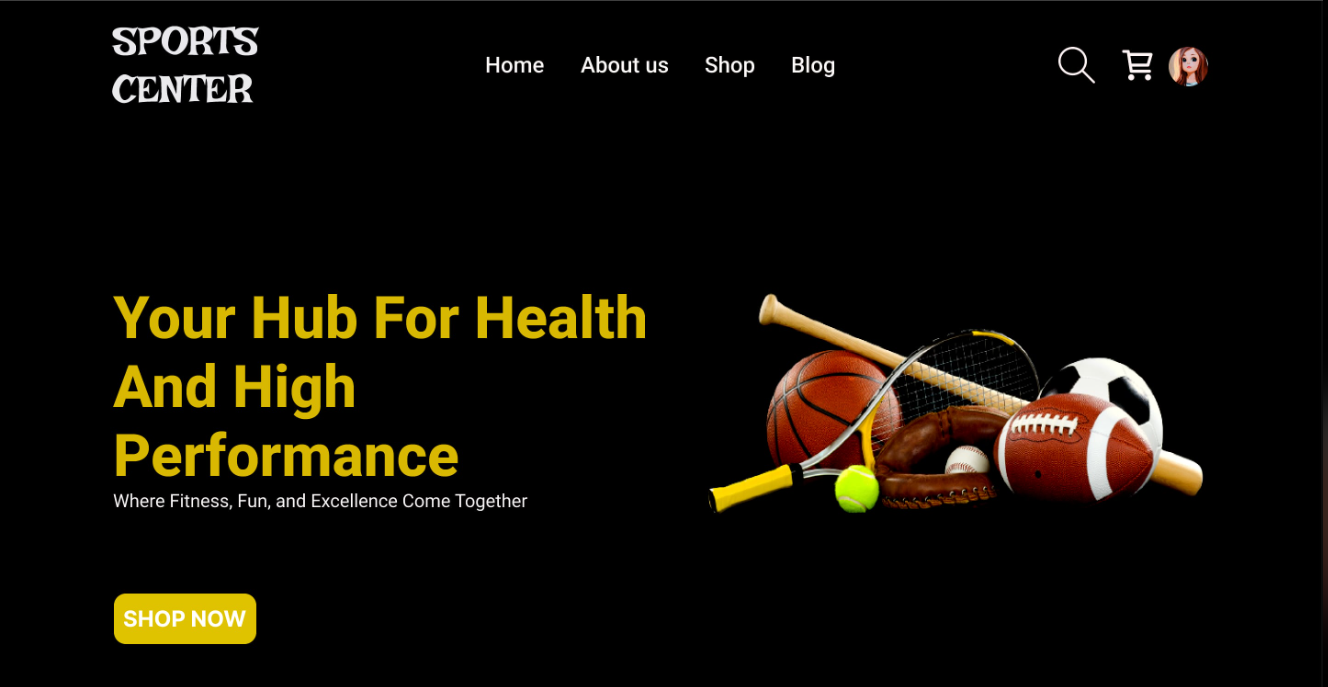 SPORTS
CENTER
Home About us Shop Blog
Your Hub For Health
And High
Performance
Where Fitness, Fun, and Excellence Come Together
SHOP NOW